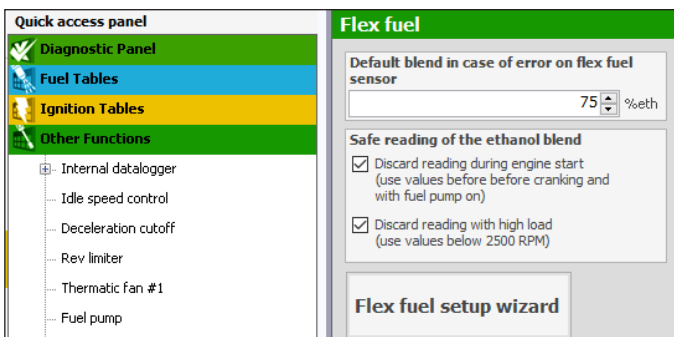 Quick access panel
Diagnostic Panel
Fuel Tables
Ignition Tables
Other Functions
Internal datalogger
Idle speed control
Deceleration cutoff
Rev limiter
Thermatic fan #1
Fuel pump
Flex fuel
Default blend in case of error on flex fuel
sensor
75 %eth
Safe reading of the ethanol blend
Discard reading during engine start
(use values before before cranking and
with fuel pump on)
Discard reading with high load
(use values below 2500 RPM)
Flex fuel setup wizard